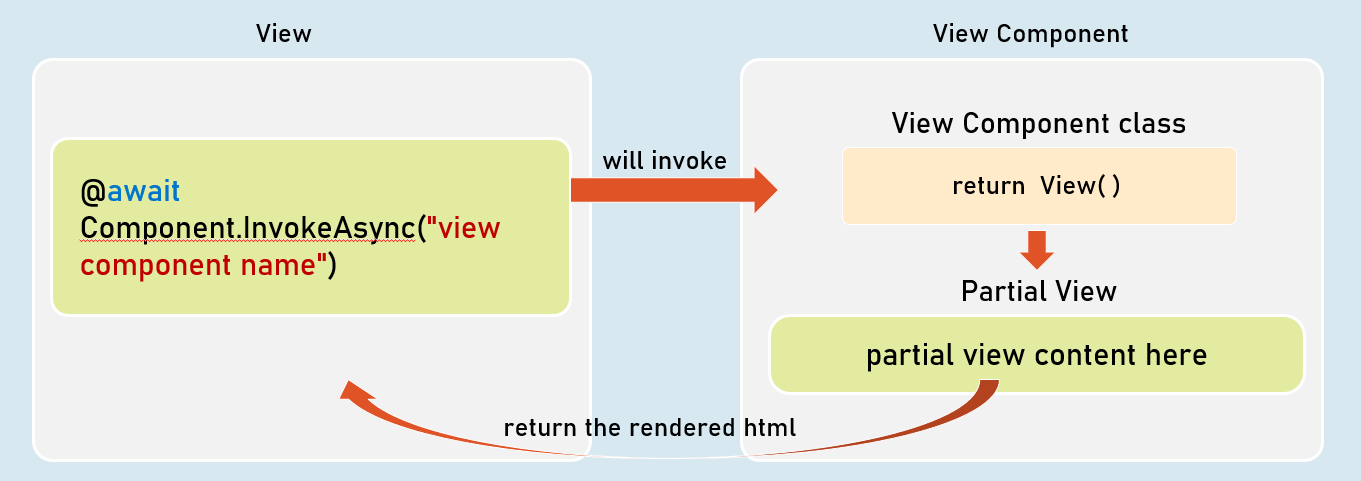 View
@await
Component.InvokeAsync("view
component name")
will invoke
View Component
View Component class
return View()
Partial View
partial view content here
return the rendered html